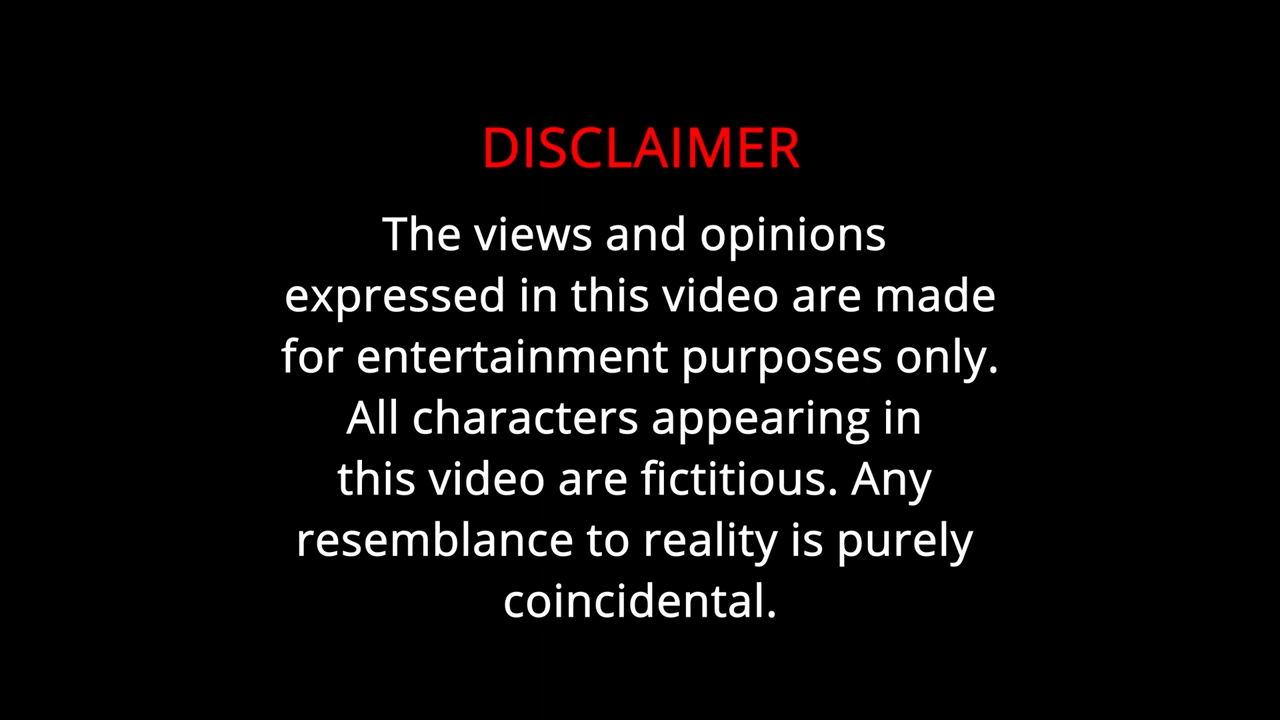 DISCLAIMER
The views and opinions
expressed in this video are made
for entertainment purposes only.
All characters appearing in
this video are fictitious. Any
resemblance to reality is purely
coincidental.